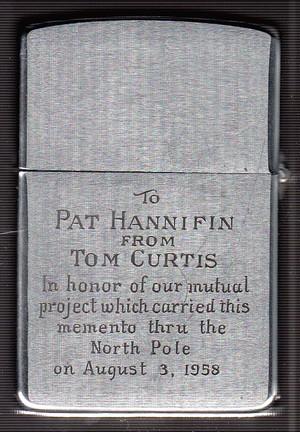 To
PAT HANNIFIN
FROM
TOM CURTIS
In honor of our mutual
project which carried this
memento thru the
North Pole
on August 3, 1958